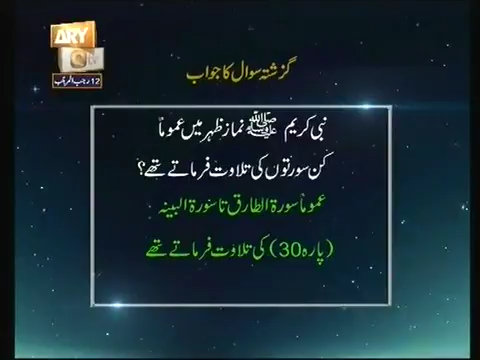 ARY
Qtv
12 رجب المرجب
گزشتہ سوال کا جواب
نبی کریم ﷺ نماز ظہر میں عموماً
کن سورتوں کی تلاوت فرماتے تھے؟
عموماً سورۃ الطارق تا سورۃ البینہ
(پارہ 30) کی تلاوت فرماتے تھے